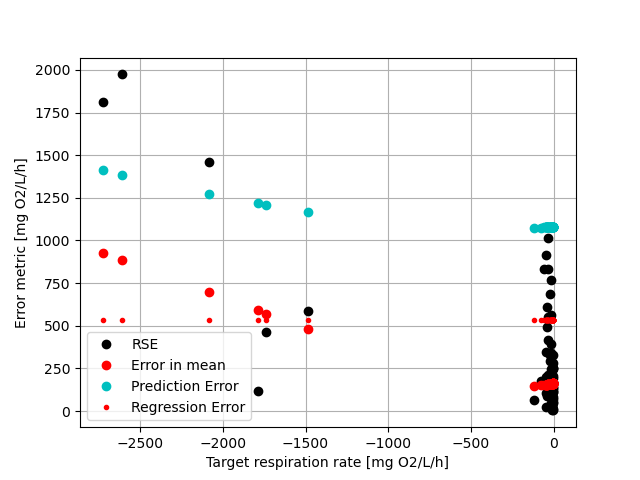 2000
1750
1500
1250
1000
750
500
250
0
Error metric [mg O2/L/h]
RSE
Error in mean
Prediction Error
Regression Error
−2500 −2000 −1500 −1000 −500 0
Target respiration rate [mg O2/L/h]